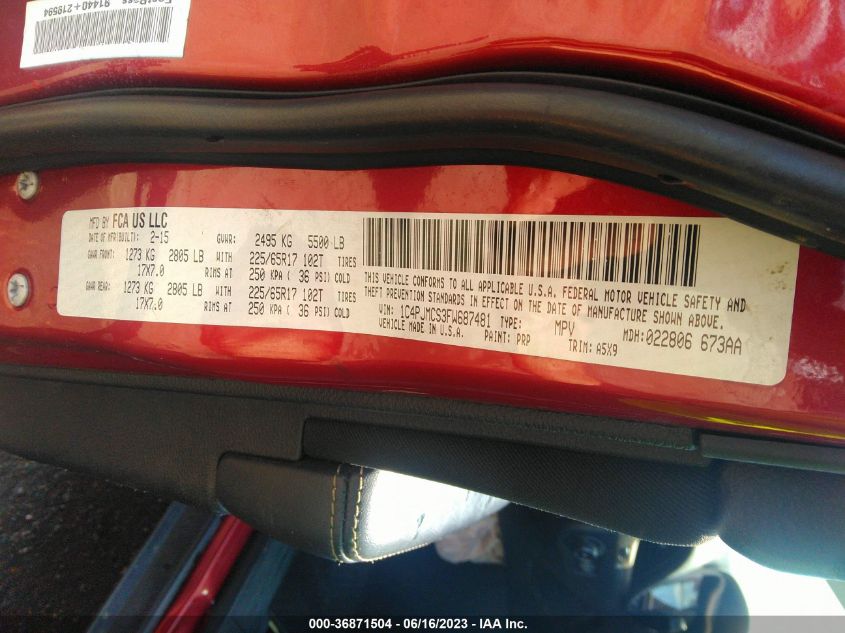 FastPass 91440+219594
MFD BY FCA US LLC
DATE OF MFR(BUILT): 2-15 GVWR: 2495 KG 5500 LB
GAWR FRONT: 1273 KG 2805 LB WITH 225/65R17 102T TIRES
17X7.0 RIMS AT 250 KPA ( 36 PSI) COLD
GAWR REAR: 1273 KG 2805 LB WITH 225/65R17 102T TIRES
17X7.0 RIMS AT 250 KPA ( 36 PSI) COLD
THIS VEHICLE CONFORMS TO ALL APPLICABLE U.S.A. FEDERAL MOTOR VEHICLE SAFETY AND
THEFT PREVENTION STANDARDS IN EFFECT ON THE DATE OF MANUFACTURE SHOWN ABOVE.
VIN: 1C4PJMCS3FW687481 TYPE: MPV MDH: 022806 673AA
MADE IN U.S.A. PAINT: PRP TRIM: A5X9
000-36871504 - 06/16/2023 - IAA Inc.